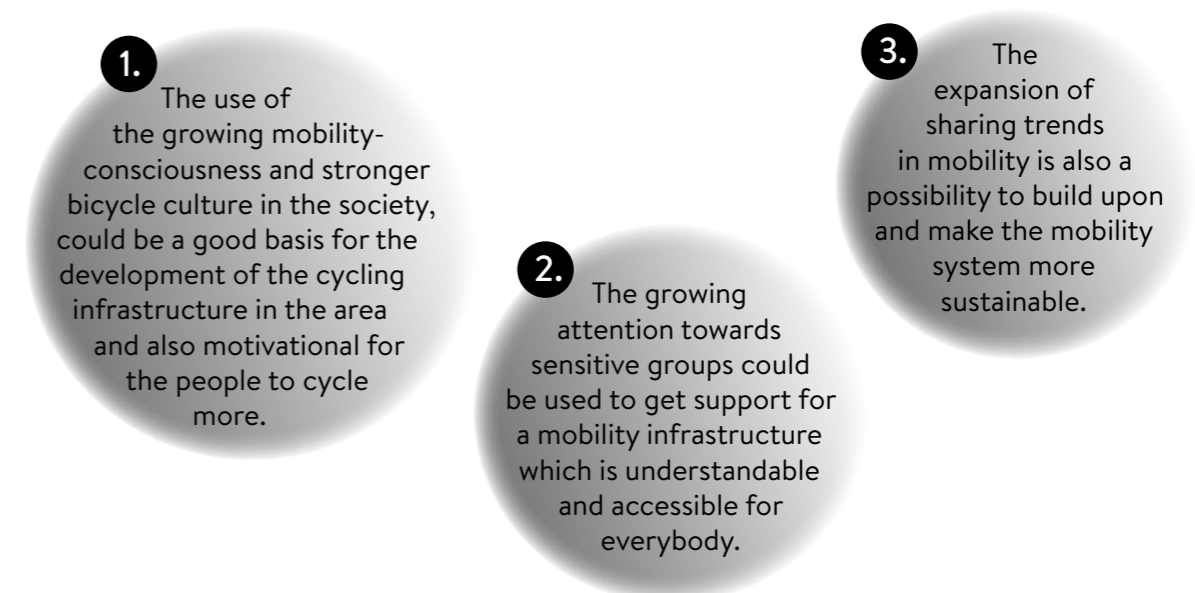 1.
The use of
the growing mobility-
consciousness and stronger
bicycle culture in the society,
could be a good basis for the
development of the cycling
infrastructure in the area
and also motivational for
the people to cycle
more.
2.
The growing
attention towards
sensitive groups could
be used to get support for
a mobility infrastructure
which is understandable
and accessible for
everybody.
3.
The
expansion of
sharing trends
in mobility is also a
possibility to build upon
and make the mobility
system more
sustainable.